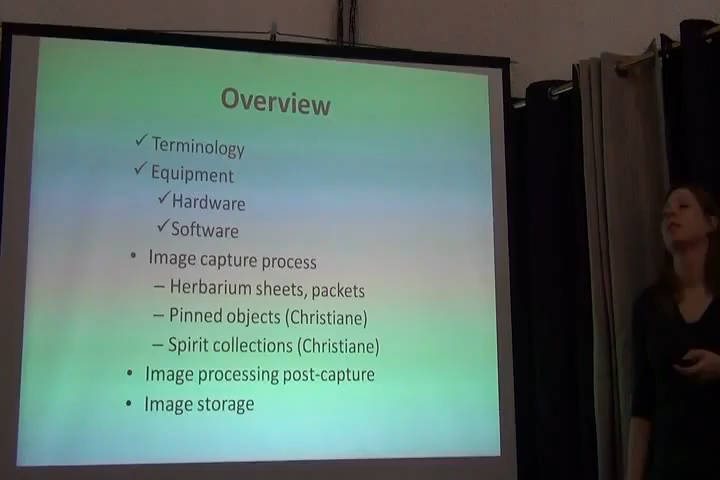 Overview
✓ Terminology
✓ Equipment
✓ Hardware
✓ Software
• Image capture process
– Herbarium sheets, packets
– Pinned objects (Christiane)
– Spirit collections (Christiane)
• Image processing post-capture
• Image storage